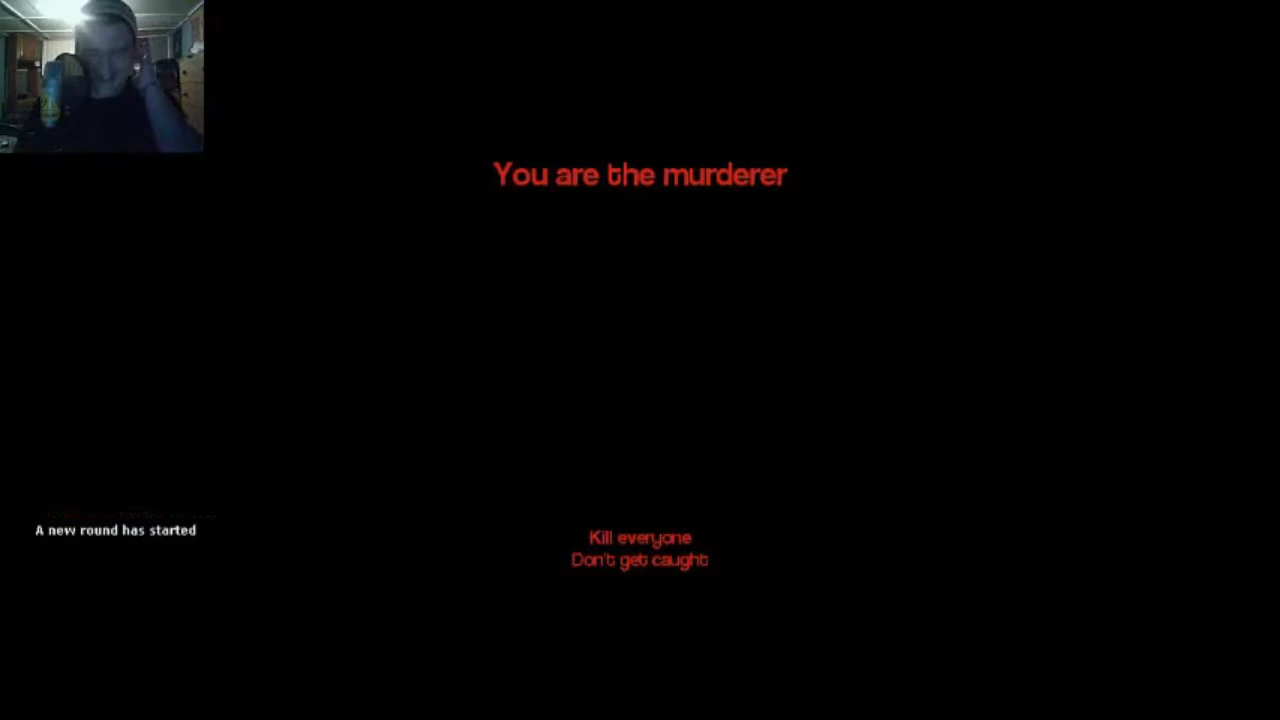 You are the murderer
A new round has started
Kill everyone
Don't get caught